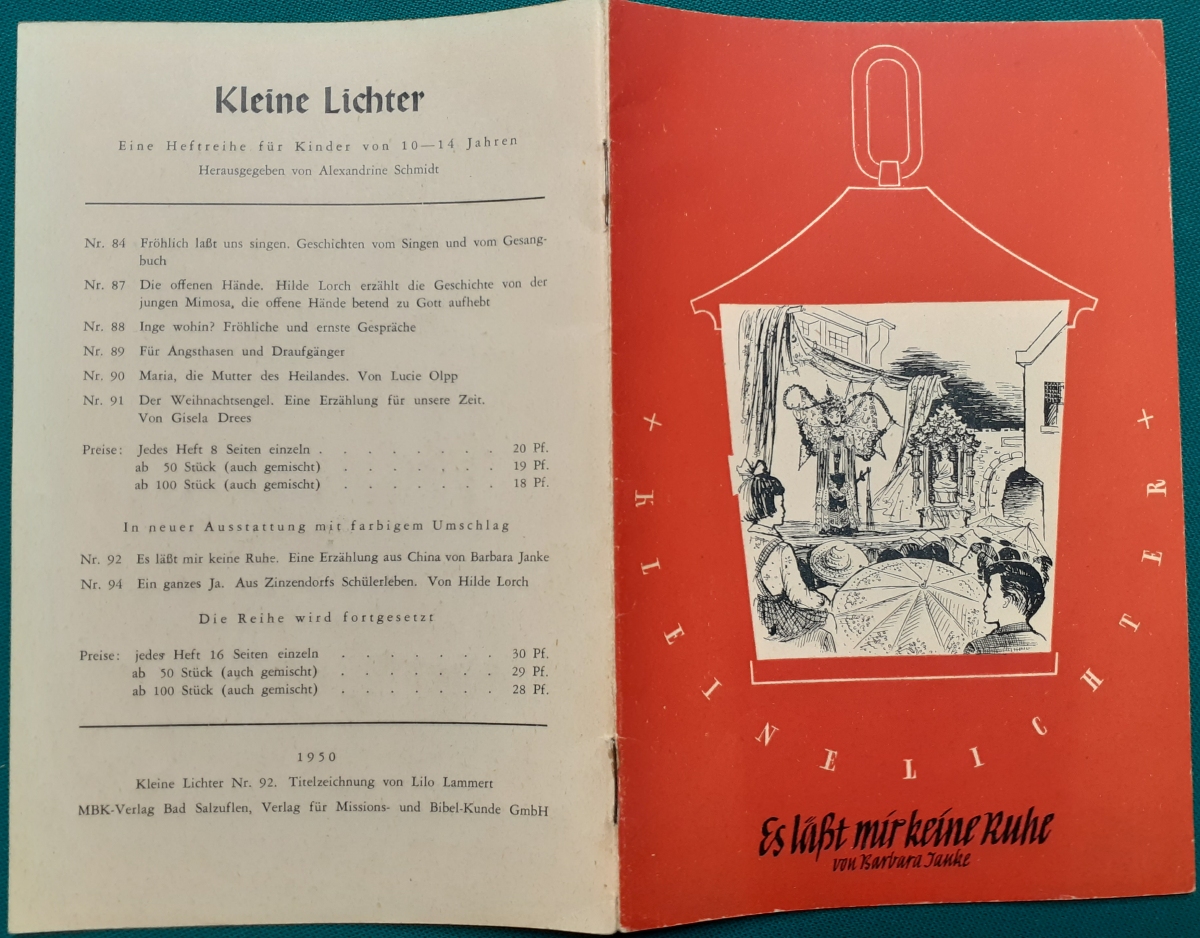 Kleine Lichter
Eine Heftreihe für Kinder von 10—14 Jahren
Herausgegeben von Alexandrine Schmidt
Nr. 84 Fröhlich laßt uns singen. Geschichten vom Singen und vom Gesang-
buch
Nr. 87 Die offenen Hände. Hilde Lorch erzählt die Geschichte von der
jungen Mimosa, die offene Hände betend zu Gott aufhebt
Nr. 88 Inge wohin? Fröhliche und ernste Gespräche
Nr. 89 Für Angsthasen und Draufgänger
Nr. 90 Maria, die Mutter des Heilandes. Von Lucie Olpp
Nr. 91 Der Weihnachtsengel. Eine Erzählung für unsere Zeit.
Von Gisela Drees
Preise: Jedes Heft 8 Seiten einzeln . . . . . . . . 20 Pf.
ab 50 Stück (auch gemischt) . . . . . . . 19 Pf.
ab 100 Stück (auch gemischt) . . . . . . . 18 Pf.
In neuer Ausstattung mit farbigem Umschlag
Nr. 92 Es läßt mir keine Ruhe. Eine Erzählung aus China von Barbara Janke
Nr. 94 Ein ganzes Ja. Aus Zinzendorfs Schülerleben. Von Hilde Lorch
Die Reihe wird fortgesetzt
Preise: jedes Heft 16 Seiten einzeln . . . . . . . 30 Pf.
ab 50 Stück (auch gemischt) . . . . . . . 29 Pf.
ab 100 Stück (auch gemischt) . . . . . . . 28 Pf.
1950
Kleine Lichter Nr. 92. Titelzeichnung von Lilo Lammert
MBK-Verlag Bad Salzuflen, Verlag für Missions- und Bibel-Kunde GmbH
× KLEINE LICHTER ×
Es läßt mir keine Ruhe
von Barbara Janke